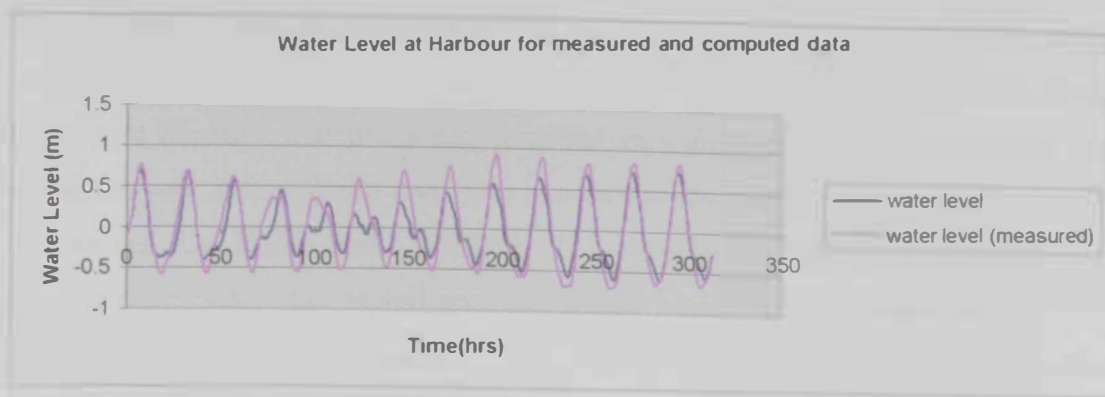 Water Level at Harbour for measured and computed data
Water Level (m)
1.5
1
0.5
0
-0.5
-1
0 50 100 150 200 250 300 350
Time(hrs)
water level
water level (measured)